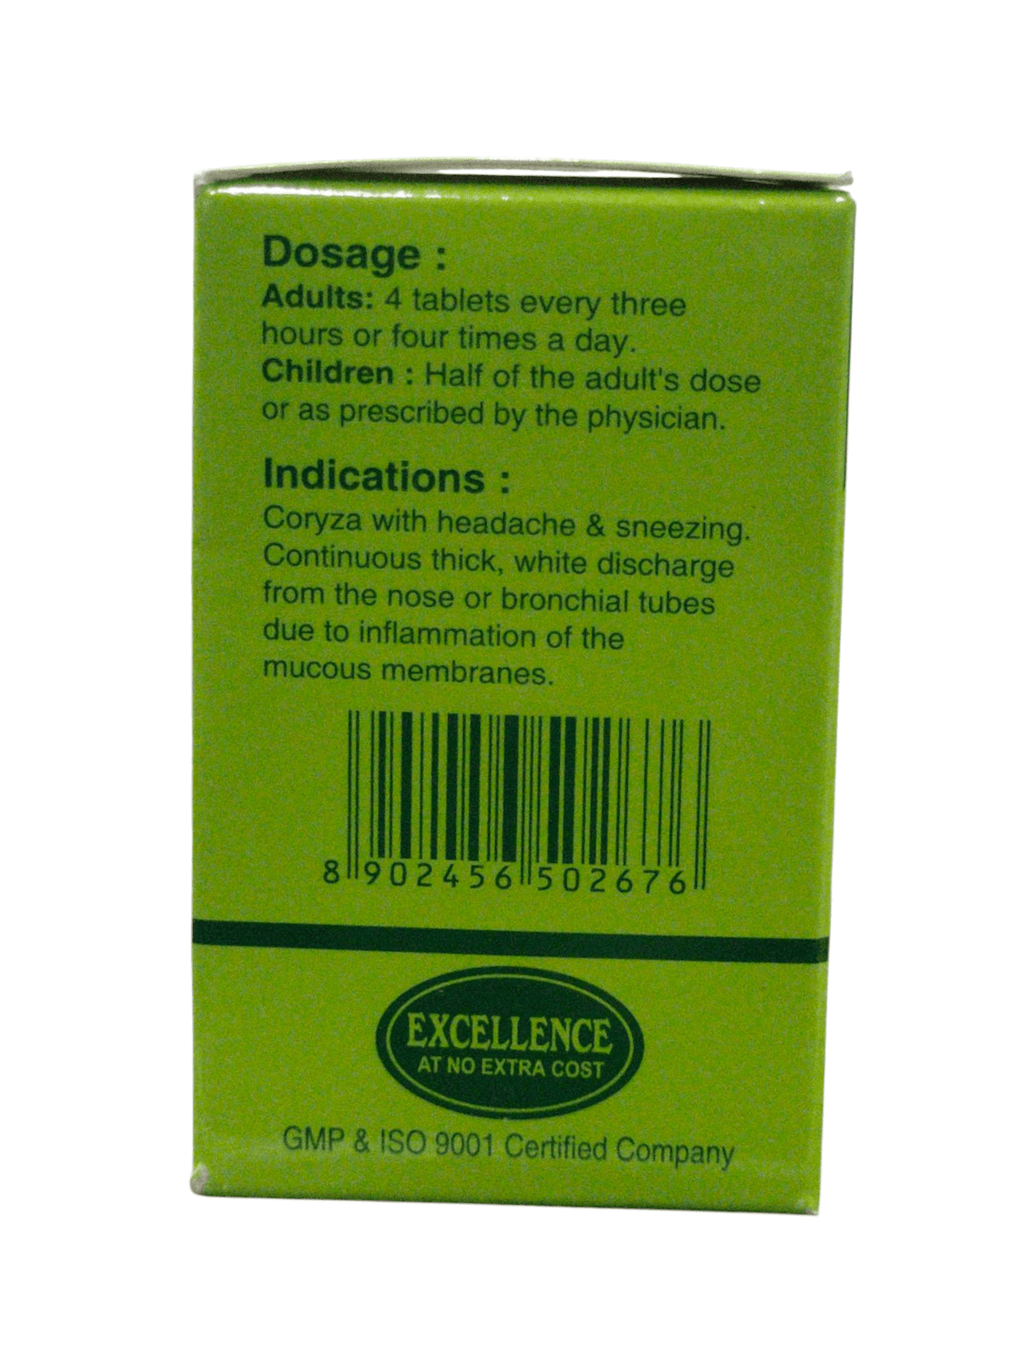 Dosage :
Adults: 4 tablets every three
hours or four times a day.
Children : Half of the adult's dose
or as prescribed by the physician.
Indications :
Coryza with headache & sneezing.
Continuous thick, white discharge
from the nose or bronchial tubes
due to inflammation of the
mucous membranes.
8 902456 502676
EXCELLENCE
AT NO EXTRA COST
GMP & ISO 9001 Certified Company